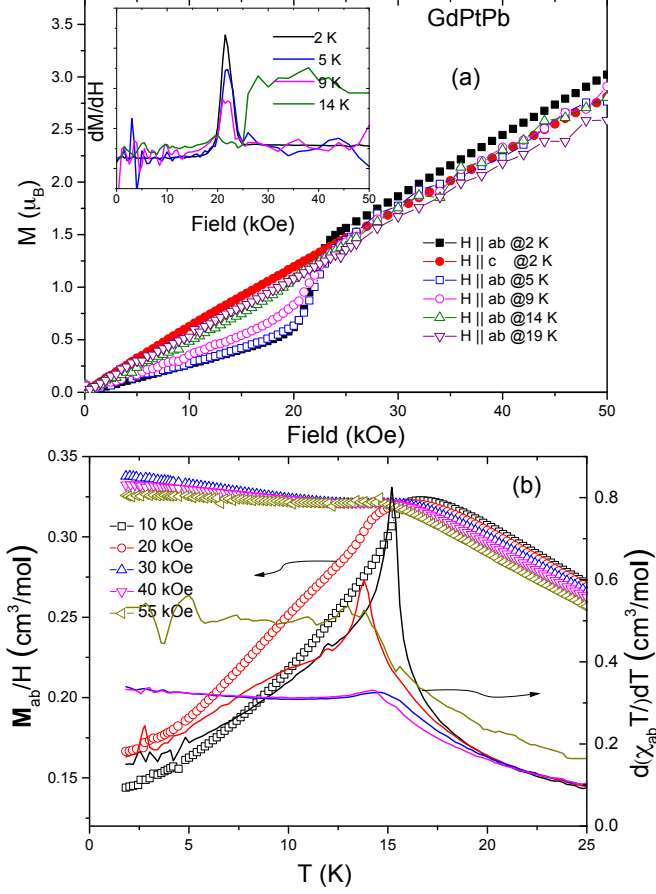 GdPtPb
(a)
dM/dH
2 K
5 K
9 K
14 K
0 10 20 30 40 50
Field (kOe)
M (μB)
3.5
3.0
2.5
2.0
1.5
1.0
0.5
0.0
H || ab @2 K
H || c @2 K
H || ab @5 K
H || ab @9 K
H || ab @14 K
H || ab @19 K
0 10 20 30 40 50
Field (kOe)
(b)
0.35
0.30
0.25
0.20
0.15
10 kOe
20 kOe
30 kOe
40 kOe
55 kOe
Mab/H (cm3/mol)
0.8
0.6
0.4
0.2
0.0
d(χabT/)dT (cm3/mol)
0 5 10 15 20 25
T (K)